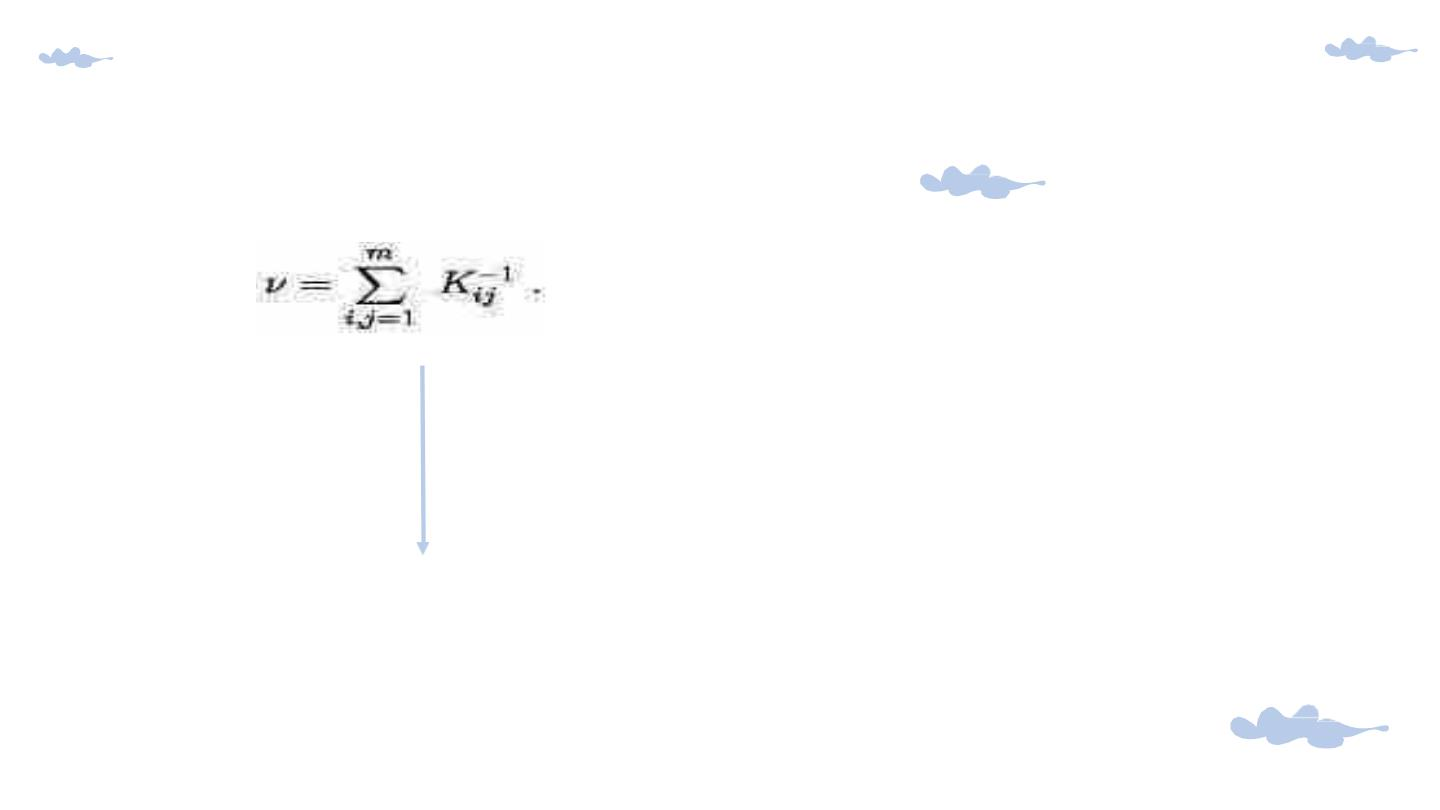 ν = \sum_{i,j=1}^{m} K_{ij}^{-1} .